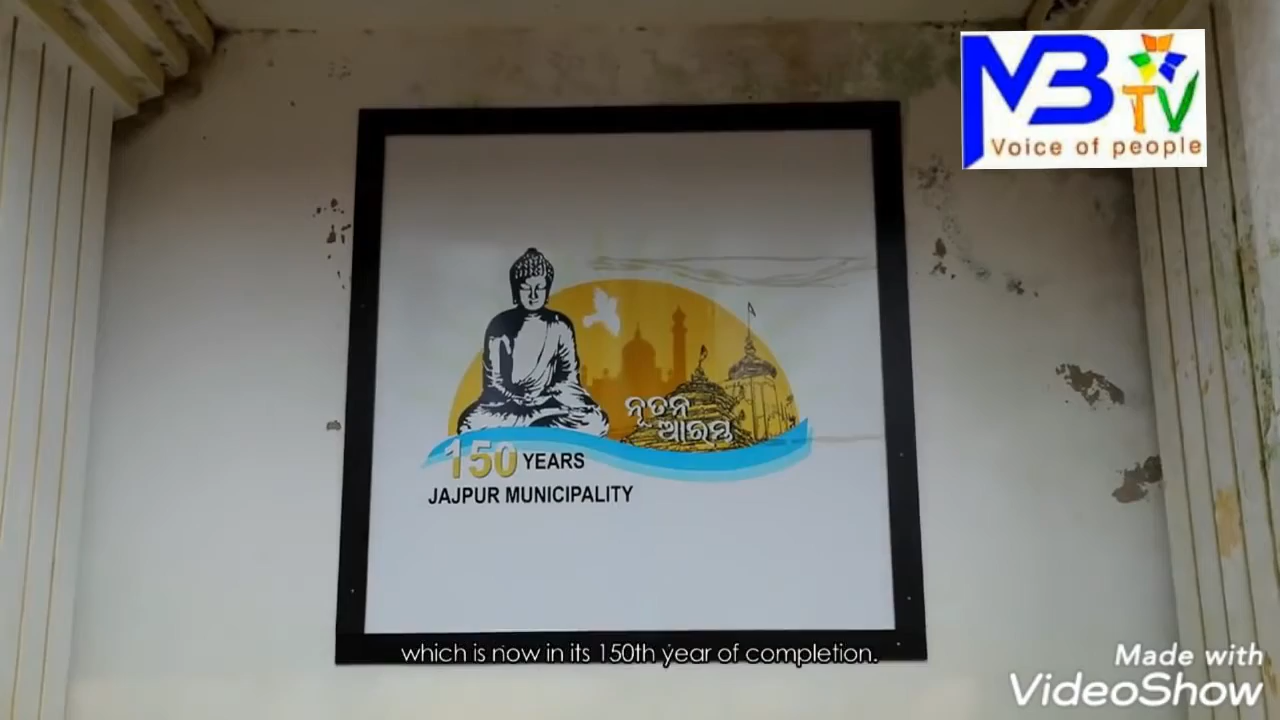 MB TV
Voice of people
ନୂତନ
ଆରମ୍ଭ
150 YEARS
JAJPUR MUNICIPALITY
which is now in its 150th year of completion.
Made with
VideoShow